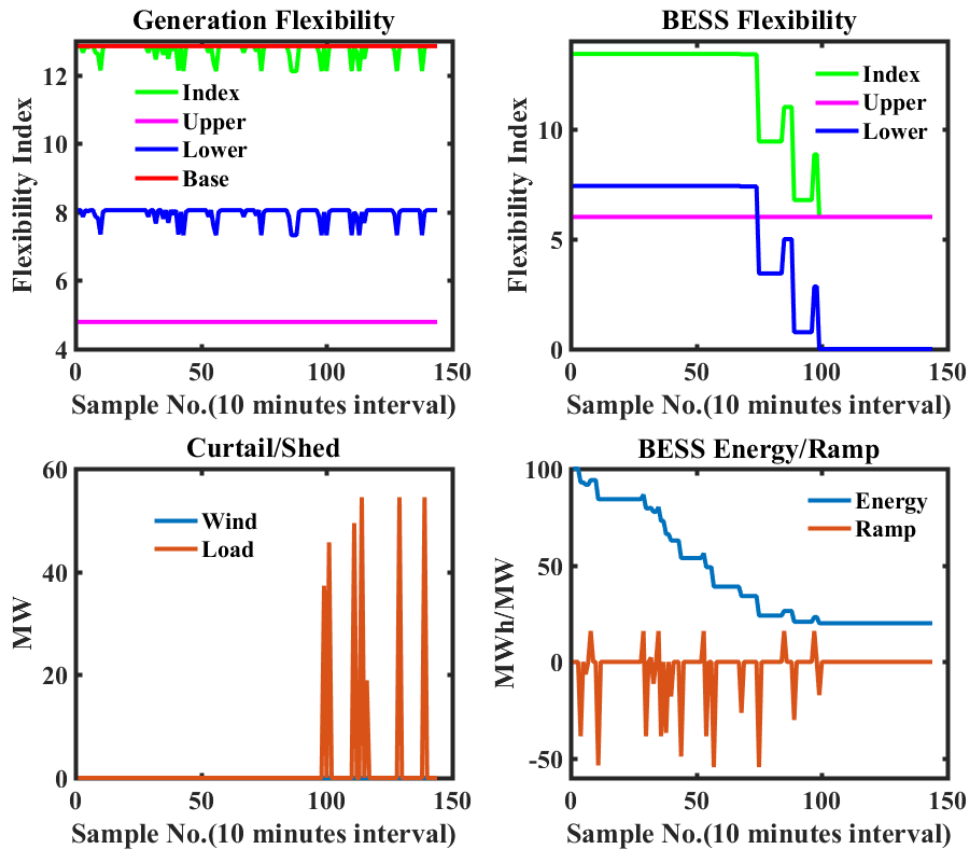 Generation Flexibility
Flexibility Index
12
10
8
6
4
Index
Upper
Lower
Base
0
50
100
150
Sample No.(10 minutes interval)
BESS Flexibility
Flexibility Index
10
5
0
Index
Upper
Lower
0
50
100
150
Sample No.(10 minutes interval)
Curtail/Shed
MW
60
40
20
0
Wind
Load
0
50
100
150
Sample No.(10 minutes interval)
BESS Energy/Ramp
MWh/MW
100
50
0
-50
Energy
Ramp
0
50
100
150
Sample No.(10 minutes interval)